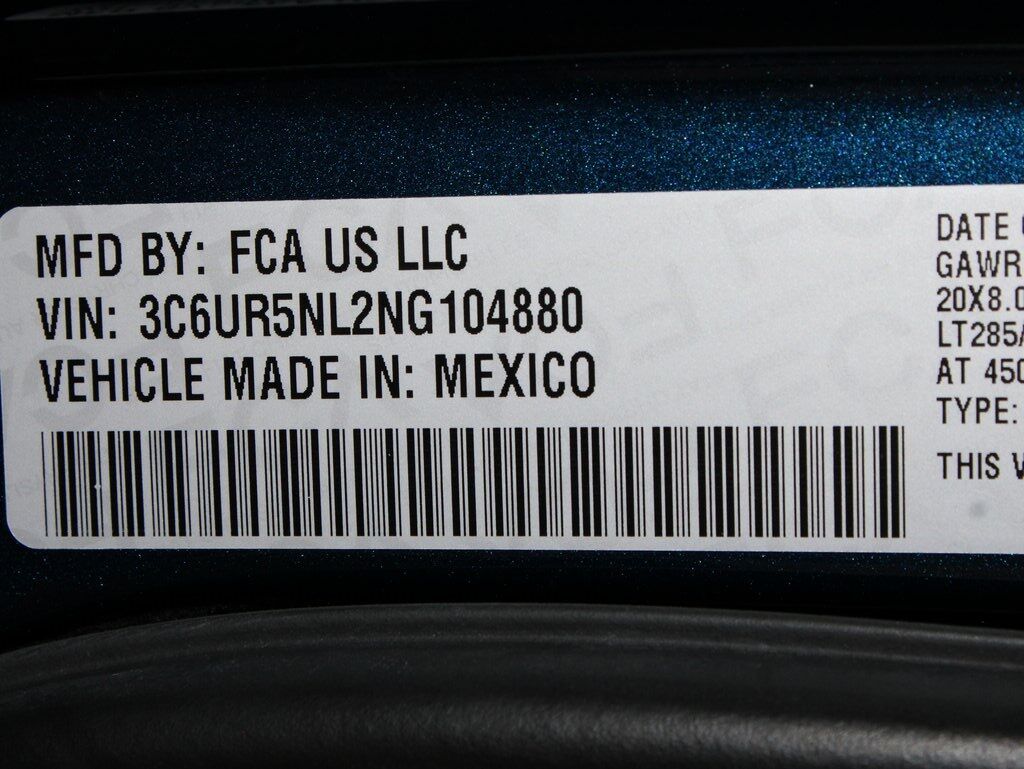 MFD BY: FCA US LLC
VIN: 3C6UR5NL2NG104880
VEHICLE MADE IN: MEXICO
DATE
GAWR
20X8.0
LT285/
AT 450
TYPE:
THIS